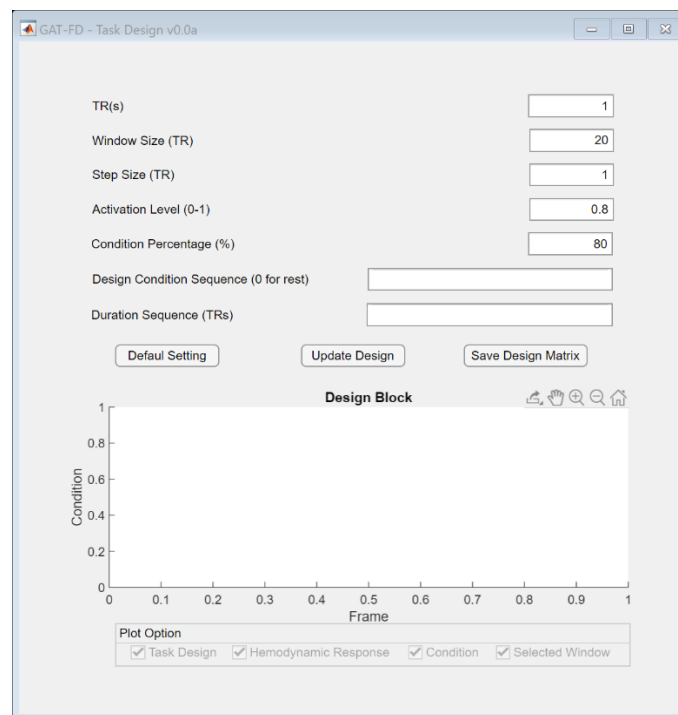 GAT-FD - Task Design v0.0a
TR(s) 1
Window Size (TR) 20
Step Size (TR) 1
Activation Level (0-1) 0.8
Condition Percentage (%) 80
Design Condition Sequence (0 for rest)
Duration Sequence (TRs)
Defaul Setting Update Design Save Design Matrix
Design Block
1
0.8
0.6
0.4
0.2
0
Condition
0 0.1 0.2 0.3 0.4 0.5 0.6 0.7 0.8 0.9 1
Frame
Plot Option
Task Design Hemodynamic Response Condition Selected Window